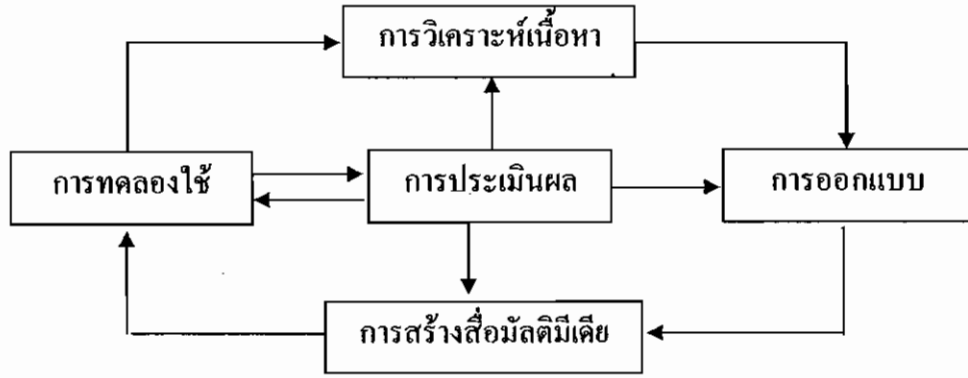 การวิเคราะห์เนื้อหา
การทดลองใช้
การประเมินผล
การออกแบบ
การสร้างสื่อมัลติมีเดีย